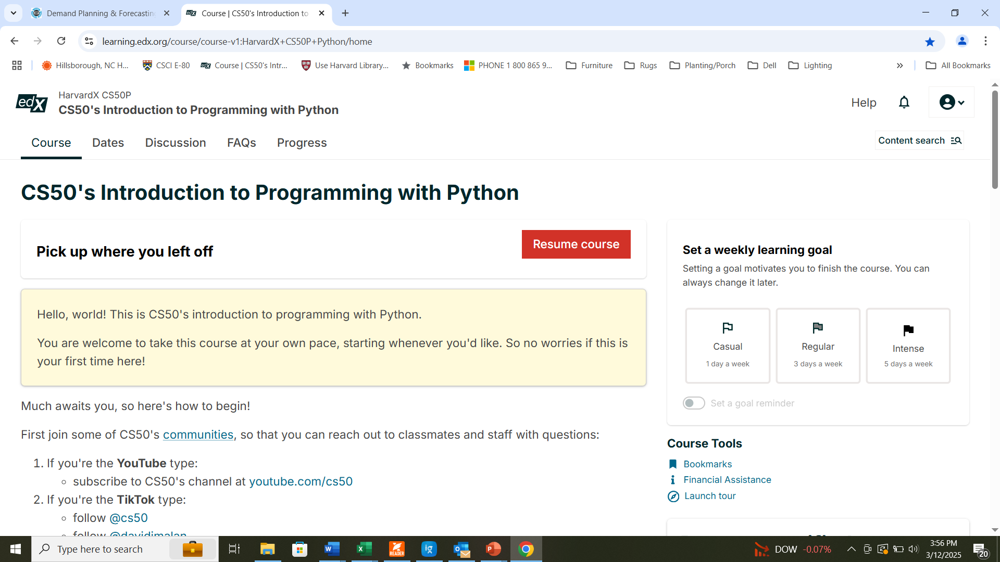 Demand Planning & Forecastin
Course | CS50's Introduction to
learning.edx.org/course/course-v1:HarvardX+CS50P+Python/home
Hillsborough, NC H...
CSCI E-80
Course | CS50's Intr...
Use Harvard Library...
Bookmarks
PHONE 1 800 865 9...
Furniture
Rugs
Planting/Porch
Dell
Lighting
All Bookmarks
edX
HarvardX CS50P
CS50's Introduction to Programming with Python
Help
Course
Dates
Discussion
FAQs
Progress
Content search
CS50's Introduction to Programming with Python
Pick up where you left off
Resume course
Hello, world! This is CS50's introduction to programming with Python.
You are welcome to take this course at your own pace, starting whenever you'd like. So no worries if this is
your first time here!
Much awaits you, so here's how to begin!
First join some of CS50's communities, so that you can reach out to classmates and staff with questions:
1. If you're the YouTube type:
subscribe to CS50's channel at youtube.com/cs50
2. If you're the TikTok type:
follow @cs50
follow @davidjmalan
Set a weekly learning goal
Setting a goal motivates you to finish the course. You can
always change it later.
Casual
1 day a week
Regular
3 days a week
Intense
5 days a week
Set a goal reminder
Course Tools
Bookmarks
Financial Assistance
Launch tour
Type here to search
READER
ig
DOW -0.07%
3:56 PM
3/12/2025
20